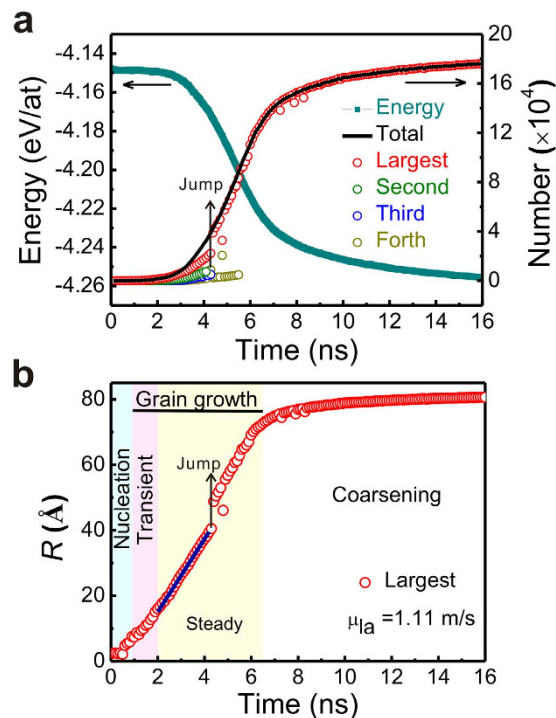 a
-4.14
-4.16
-4.18
-4.20
-4.22
-4.24
-4.26
Energy (eV/at)
20
16
12
8
4
0
Number (×10⁴)
Energy
Total
Largest
Second
Third
Forth
Jump
0 2 4 6 8 10 12 14 16
Time (ns)
b
80
60
40
20
0
R (Å)
Grain growth
Nucleation
Transient
Jump
Steady
Coarsening
Largest
μla =1.11 m/s
0 2 4 6 8 10 12 14 16
Time (ns)